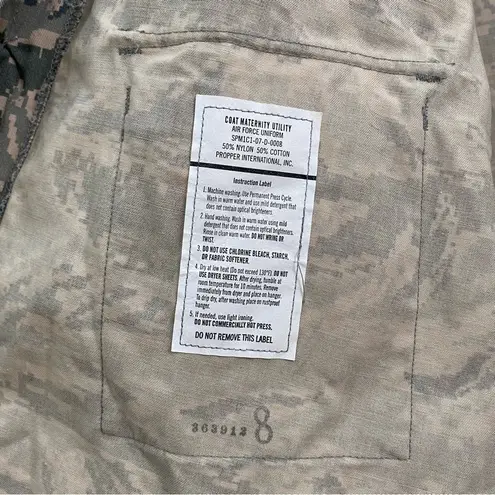 COAT MATERNITY UTILITY
AIR FORCE UNIFORM
SPM1C1-07-D-0008
50% NYLON 50% COTTON
PROPPER INTERNATIONAL, INC.
Instruction Label
1. Machine washing. Use Permanent Press Cycle.
Wash in warm water and use mild detergent that
does not contain optical brighteners.
2. Hand washing. Wash in warm water using mild
detergent that does not contain optical brighteners.
Rinse in clean warm water. DO NOT WRING OR
TWIST.
3. DO NOT USE CHLORINE BLEACH, STARCH,
OR FABRIC SOFTENER.
4. Dry at low heat (Do not exceed 130°F). DO NOT
USE DRYER SHEETS. After drying, tumble at
room temperature for 10 minutes. Remove
immediately from dryer and place on hanger.
To drip dry, after washing place on rustproof
hanger.
5. If needed, use light ironing.
DO NOT COMMERCIALLY HOT PRESS.
DO NOT REMOVE THIS LABEL
363912 8